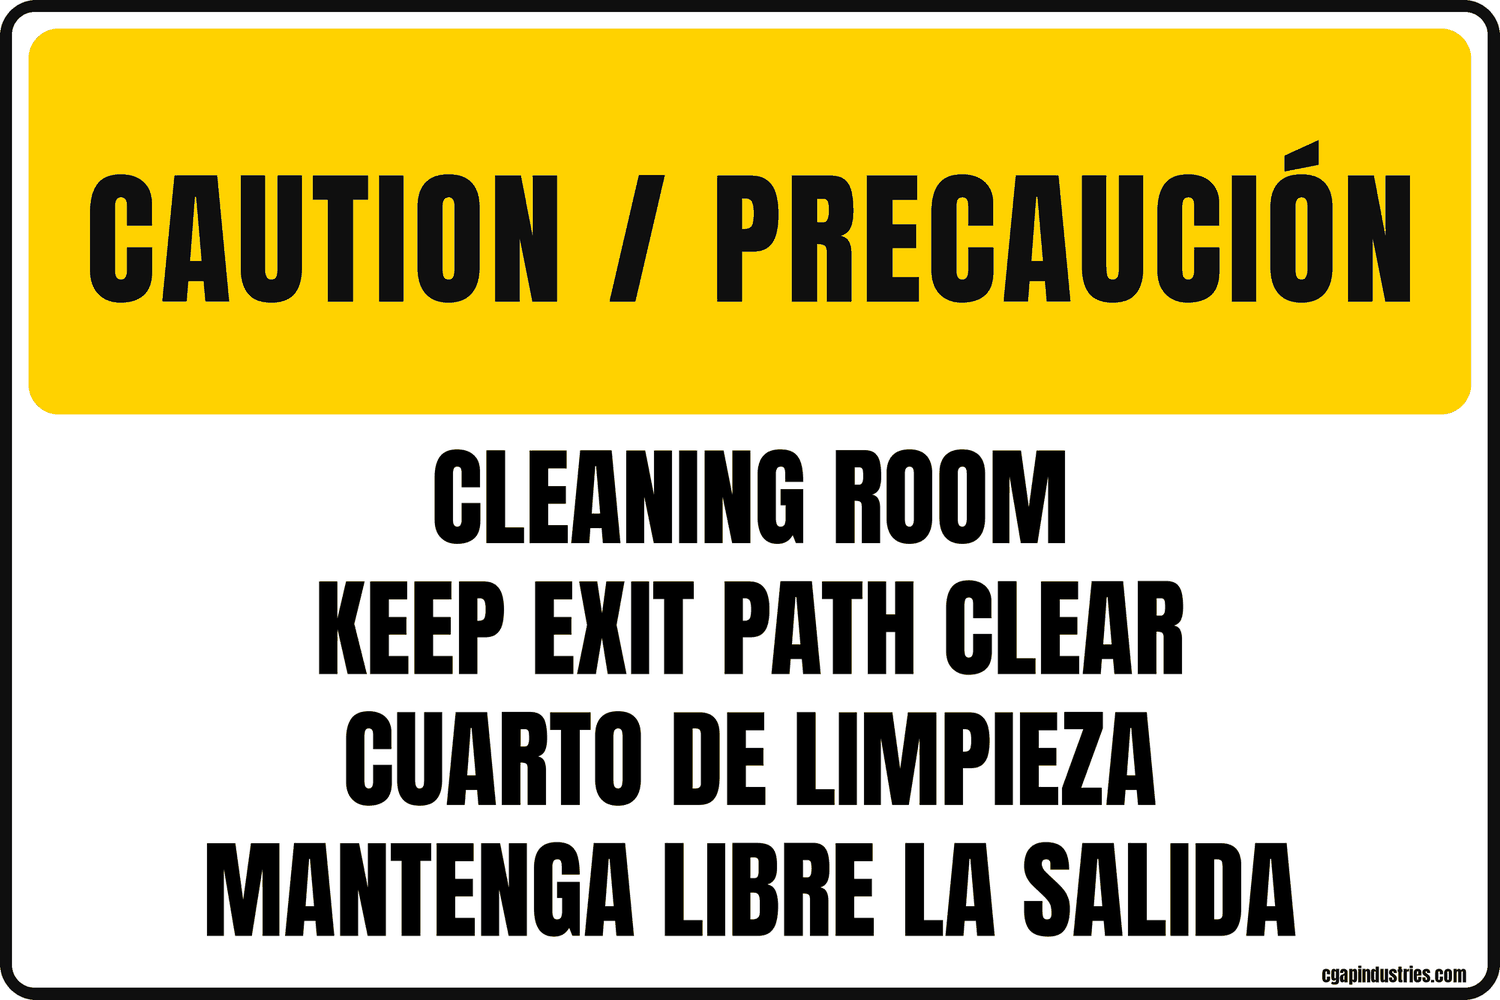 CAUTION / PRECAUCIÓN
CLEANING ROOM
KEEP EXIT PATH CLEAR
CUARTO DE LIMPIEZA
MANTENGA LIBRE LA SALIDA
cgapindustries.com